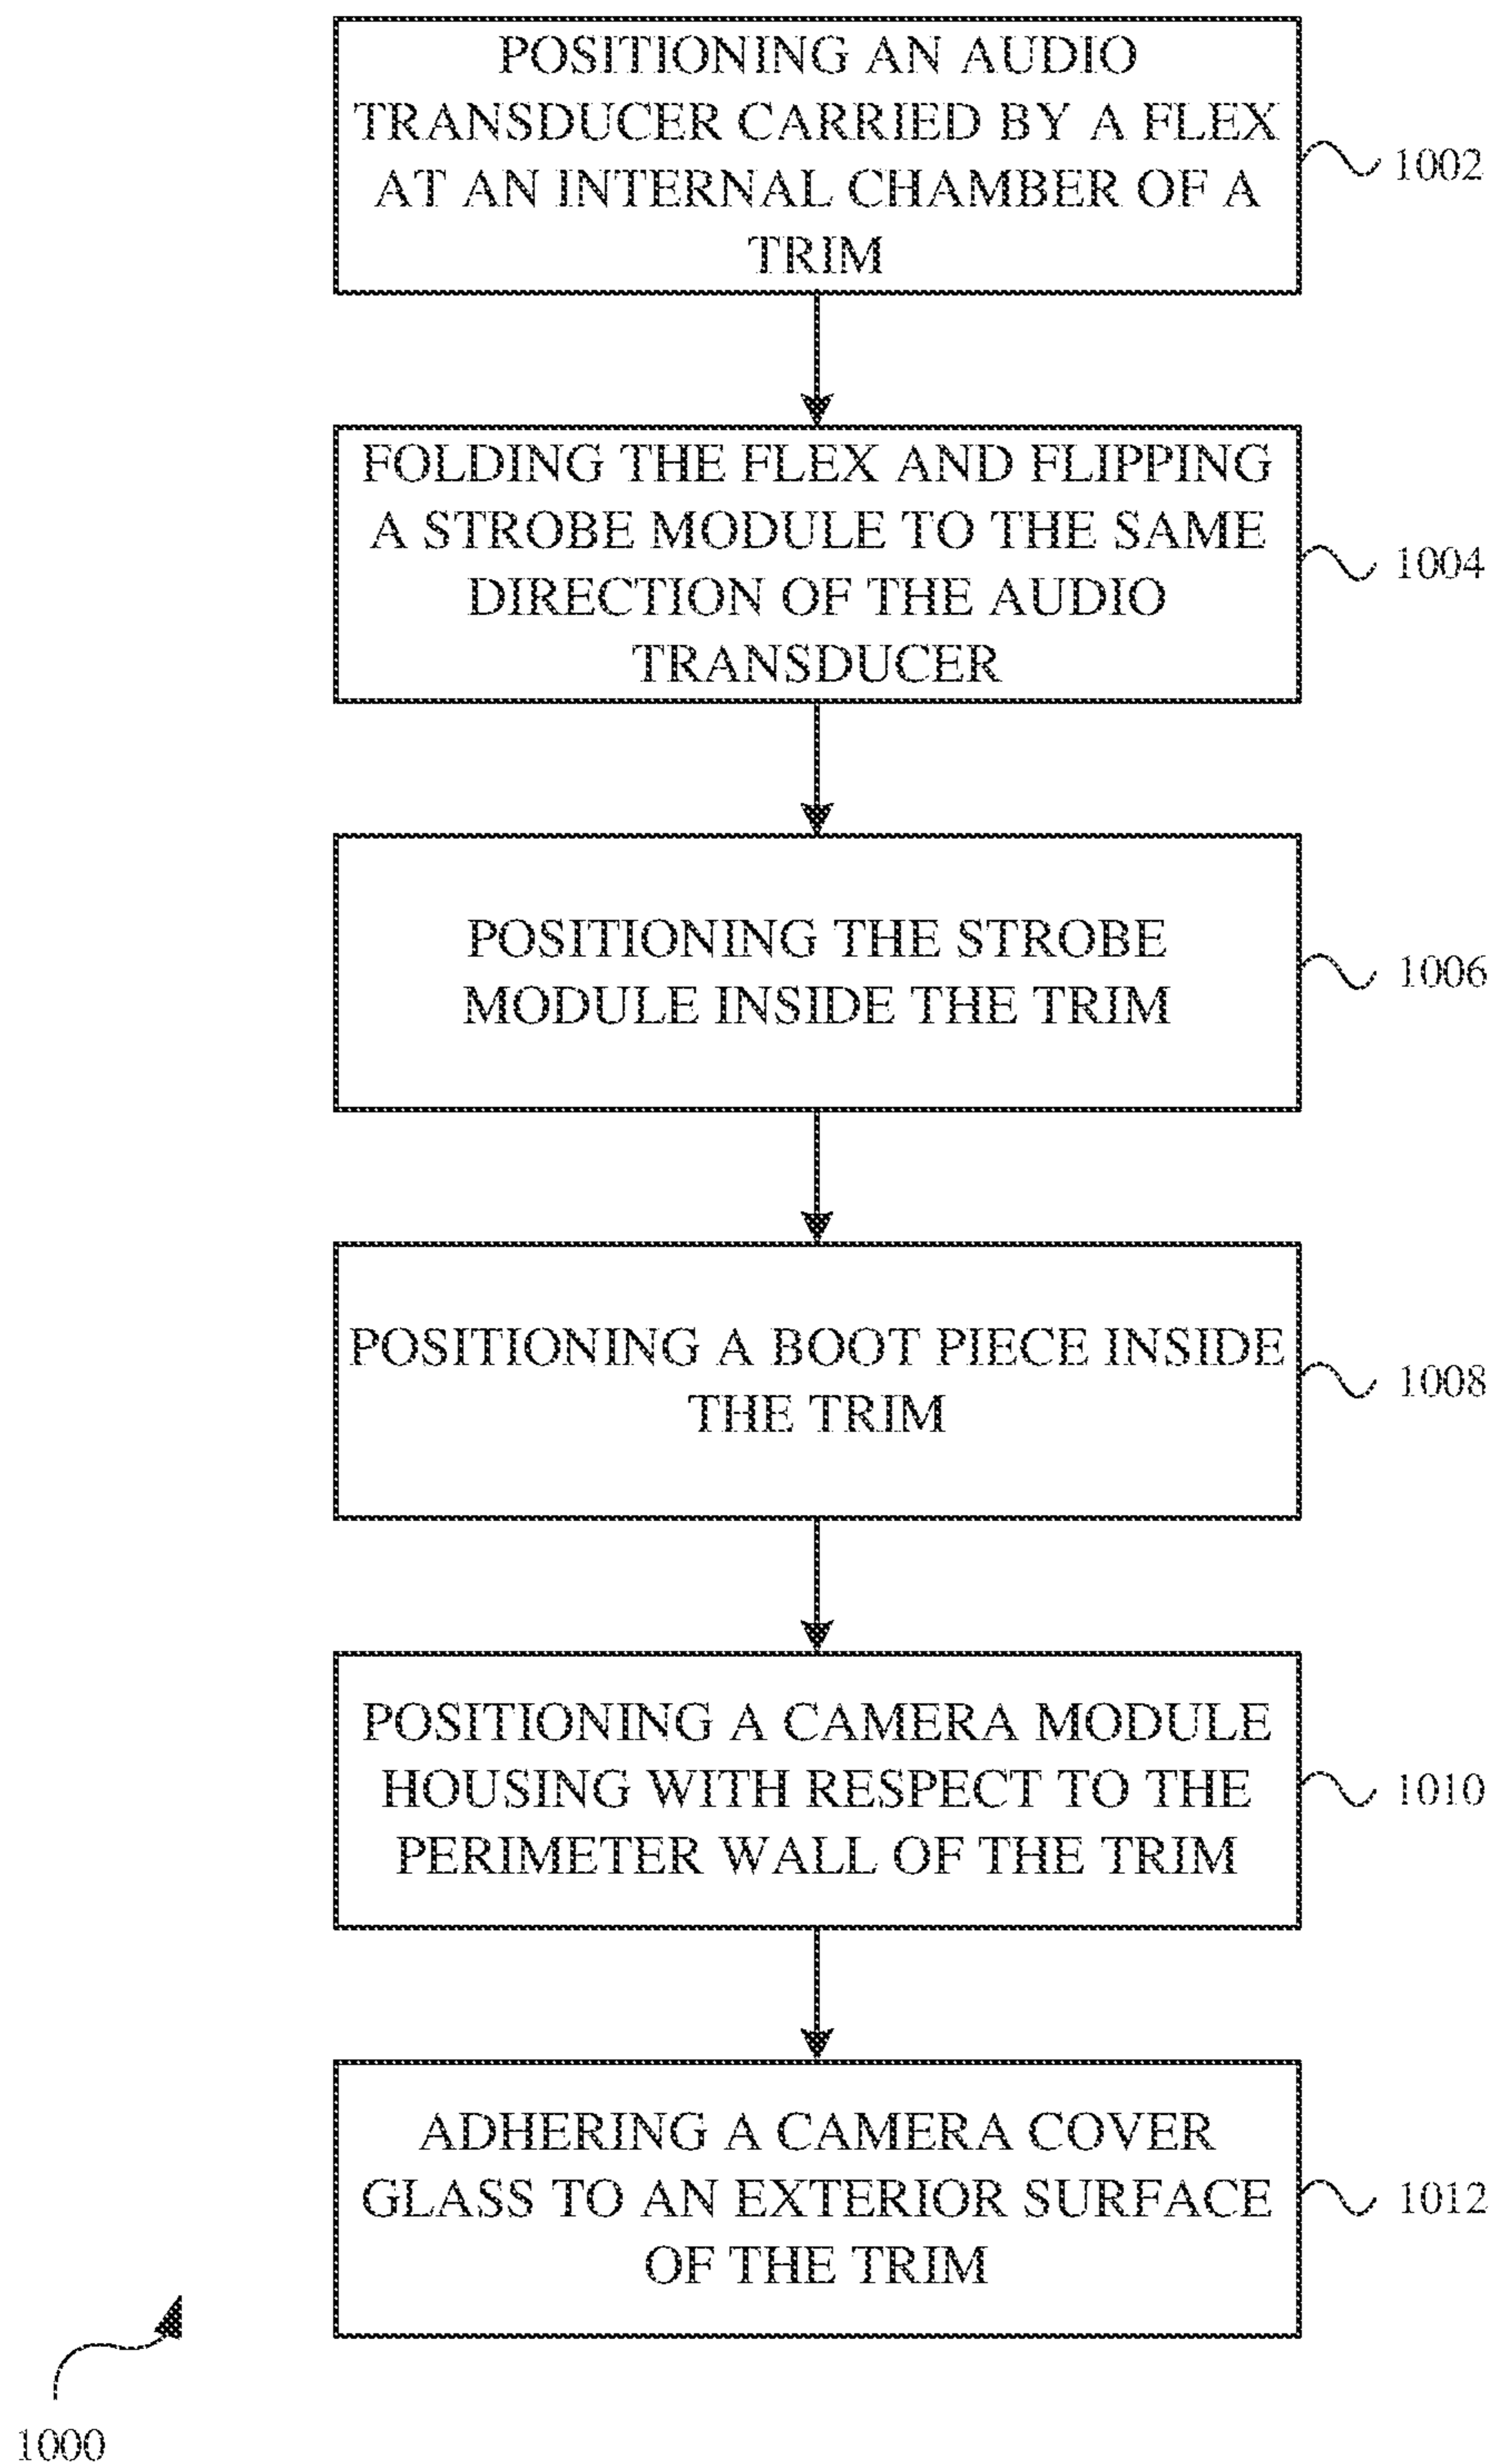 POSITIONING AN AUDIO
TRANSDUCER CARRIED BY A FLEX
AT AN INTERNAL CHAMBER OF A
TRIM
1002
FOLDING THE FLEX AND FLIPPING
A STROBE MODULE TO THE SAME
DIRECTION OF THE AUDIO
TRANSDUCER
1004
POSITIONING THE STROBE
MODULE INSIDE THE TRIM
1006
POSITIONING A BOOT PIECE INSIDE
THE TRIM
1008
POSITIONING A CAMERA MODULE
HOUSING WITH RESPECT TO THE
PERIMETER WALL OF THE TRIM
1010
ADHERING A CAMERA COVER
GLASS TO AN EXTERIOR SURFACE
OF THE TRIM
1012
1000